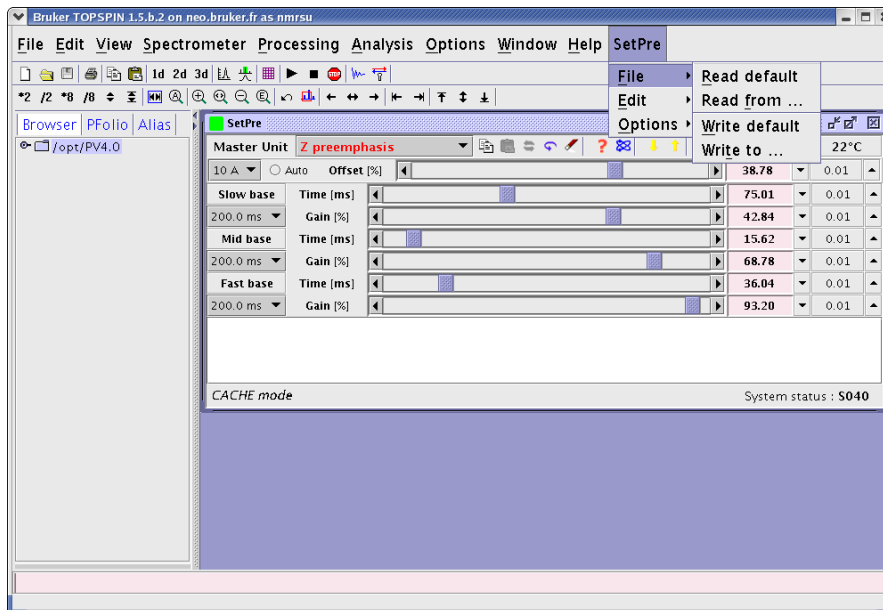 Bruker TOPSPIN 1.5.b.2 on neo.bruker.fr as nmrsu
File Edit View Spectrometer Processing Analysis Options Window Help SetPre
1d 2d 3d
File Read default
*2 /2 *8 /8
Edit Read from ...
Browser PFolio Alias
SetPre
Options Write default
/opt/PV4.0
Master Unit Z preemphasis
Write to ...
22°C
10 A Auto Offset [%] 38.78 0.01
Slow base Time [ms] 75.01 0.01
200.0 ms Gain [%] 42.84 0.01
Mid base Time [ms] 15.62 0.01
200.0 ms Gain [%] 68.78 0.01
Fast base Time [ms] 36.04 0.01
200.0 ms Gain [%] 93.20 0.01
CACHE mode System status : S040